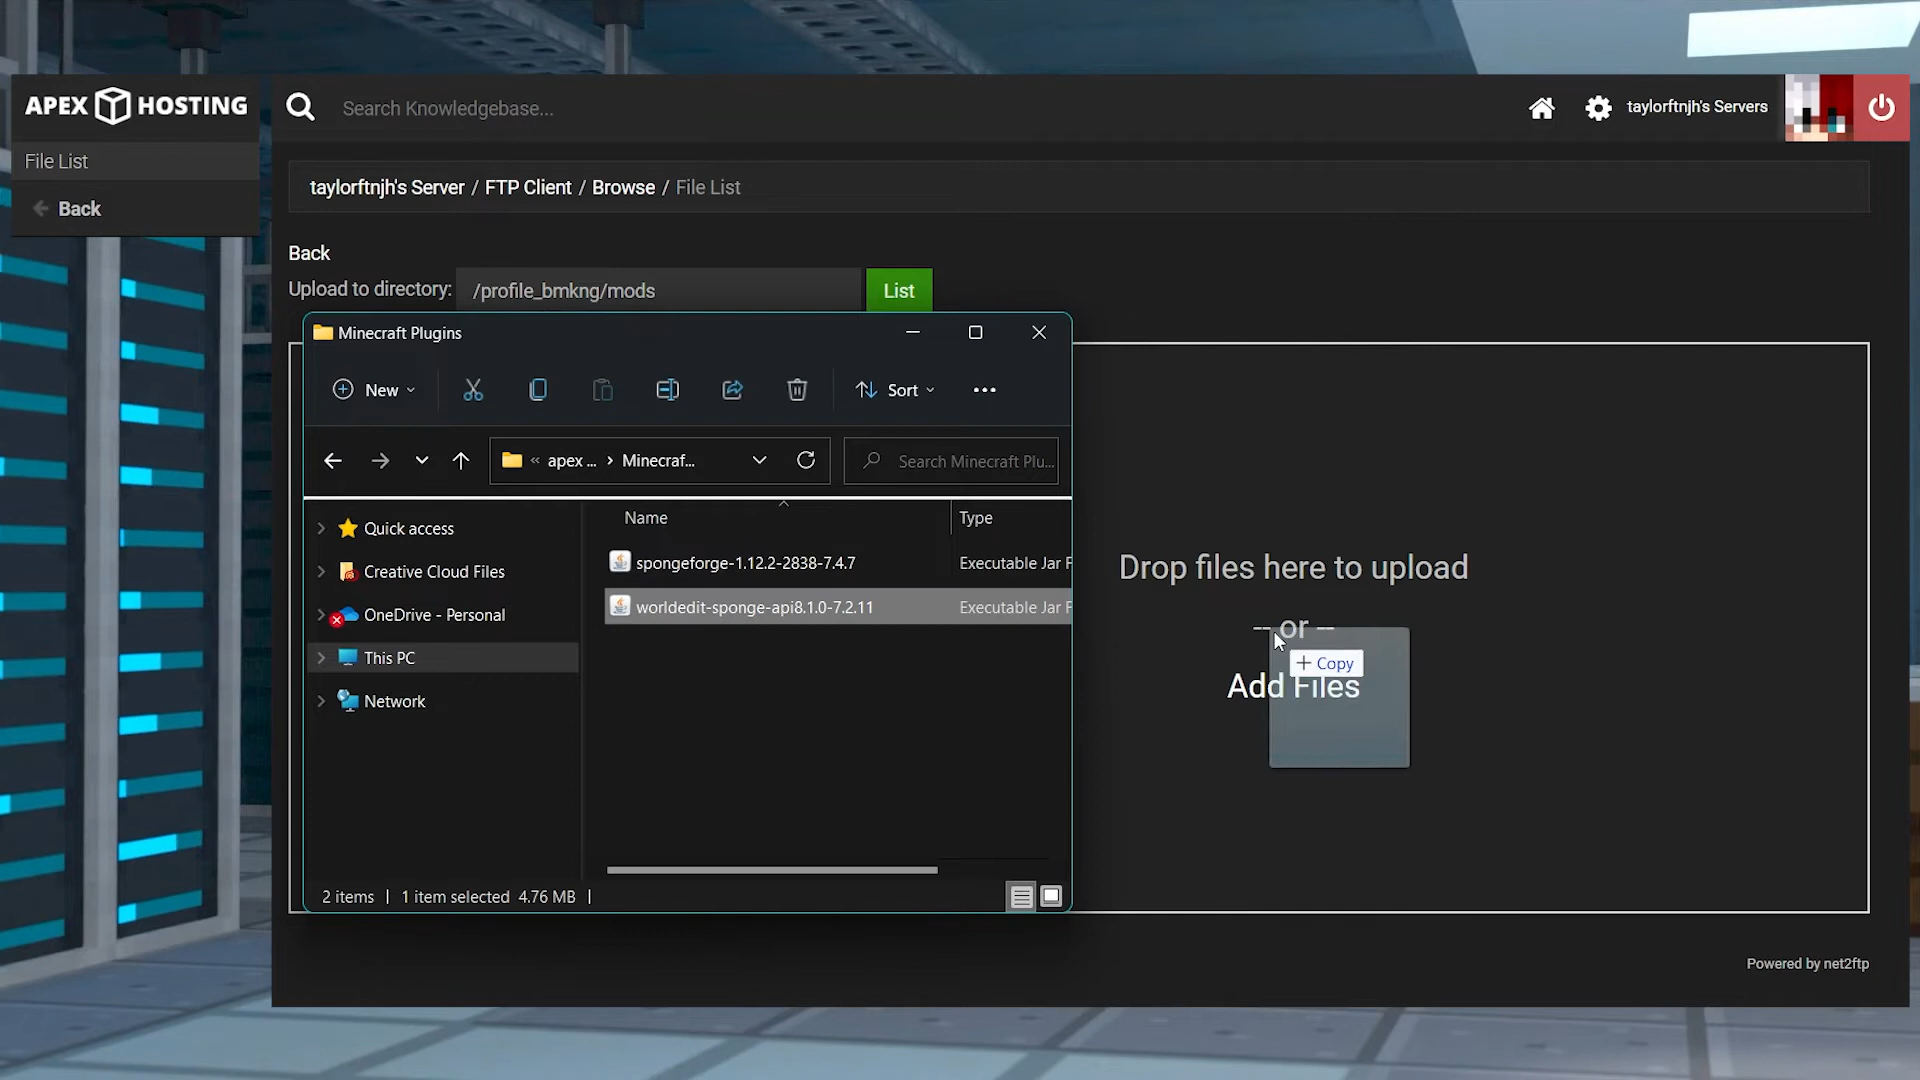 APEX HOSTING
Search Knowledgebase...
taylorftnjh's Servers
File List
Back
taylorftnjh's Server / FTP Client / Browse / File List
Back
Upload to directory: /profile_bmkng/mods List
Minecraft Plugins
New Sort
« apex ... › Minecraf... Search Minecraft Plu...
Quick access
Creative Cloud Files
OneDrive - Personal
This PC
Network
Name Type
spongeforge-1.12.2-2838-7.4.7 Executable Jar F
worldedit-sponge-api8.1.0-7.2.11 Executable Jar F
2 items | 1 item selected 4.76 MB |
Drop files here to upload
-- or --
+ Copy
Add Files
Powered by net2ftp